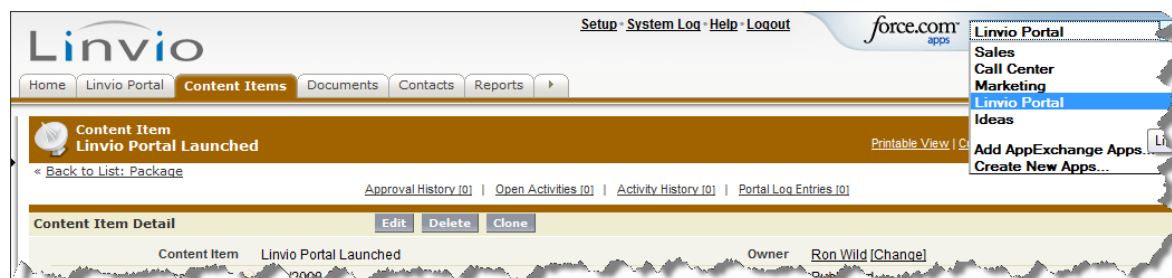 Linvio
Setup · System Log · Help · Logout
force.com
apps
Linvio Portal
Sales
Call Center
Marketing
Linvio Portal
Ideas
Add AppExchange Apps...
Create New Apps...
Home Linvio Portal Content Items Documents Contacts Reports
Content Item
Linvio Portal Launched
Printable View |
« Back to List: Package
Approval History [0] | Open Activities [0] | Activity History [0] | Portal Log Entries [0]
Content Item Detail Edit Delete Clone
Content Item Linvio Portal Launched Owner Ron Wild [Change]